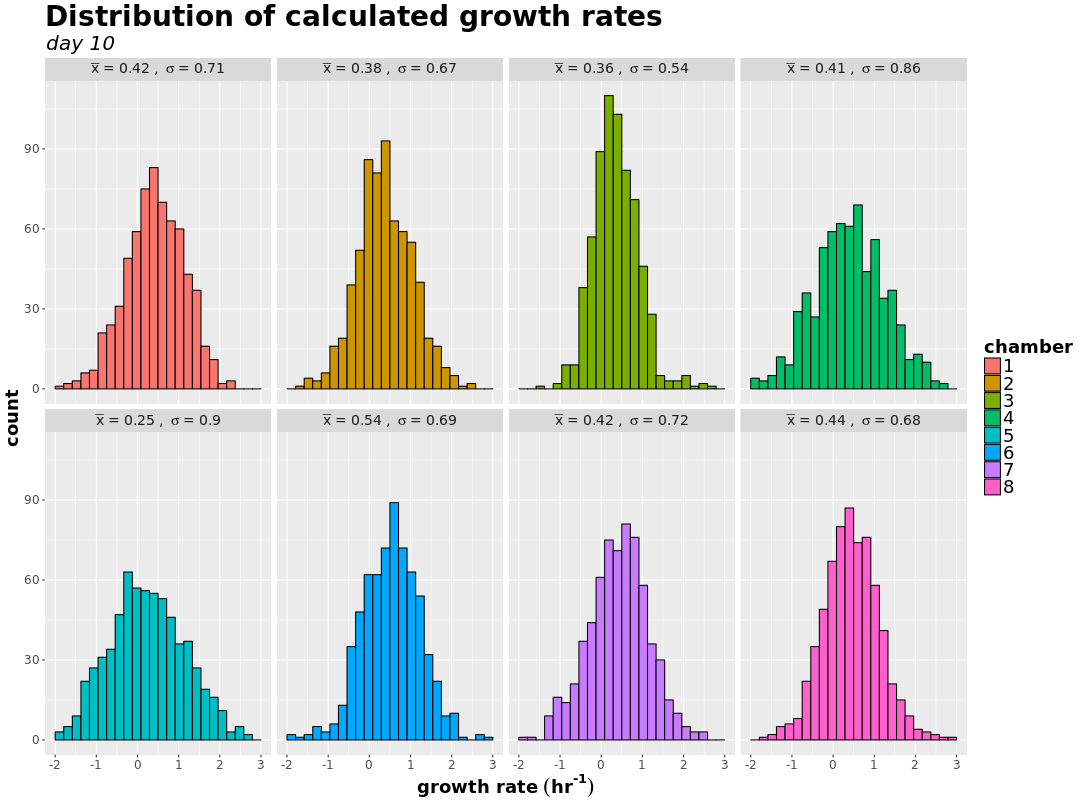 Distribution of calculated growth rates
day 10
x̅ = 0.42 , σ = 0.71
x̅ = 0.38 , σ = 0.67
x̅ = 0.36 , σ = 0.54
x̅ = 0.41 , σ = 0.86
90
60
30
0
x̅ = 0.25 , σ = 0.9
x̅ = 0.54 , σ = 0.69
x̅ = 0.42 , σ = 0.72
x̅ = 0.44 , σ = 0.68
90
60
30
0
-2 -1 0 1 2 3
-2 -1 0 1 2 3
-2 -1 0 1 2 3
-2 -1 0 1 2 3
count
growth rate (hr⁻¹)
chamber
1
2
3
4
5
6
7
8